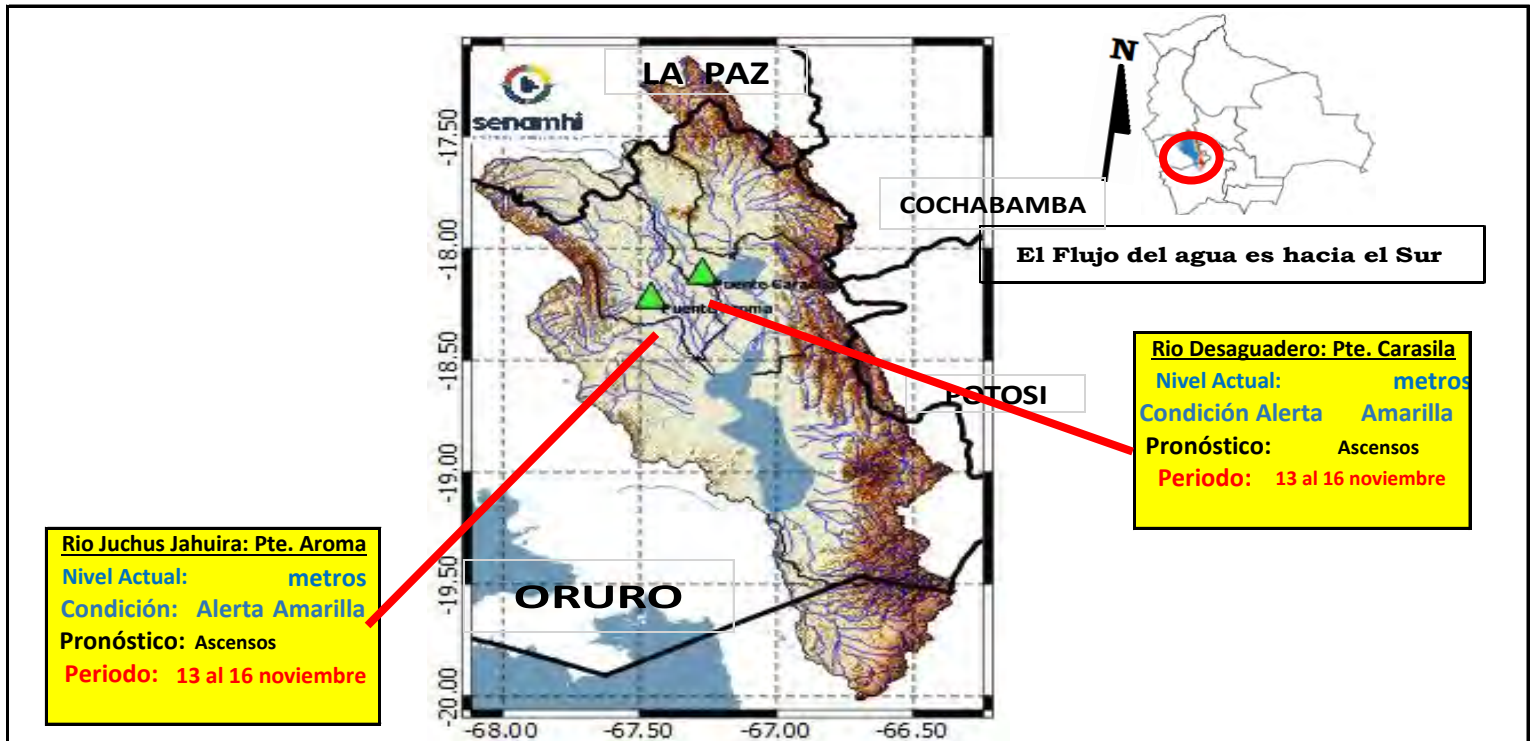 LA PAZ
senamhi
N
COCHABAMBA
El Flujo del agua es hacia el Sur
-17.50
-18.00
-18.50
-19.00
-19.50
-20.00
Puente
Puente
POTOSI
Rio Desaguadero: Pte. Carasila
Nivel Actual: metros
Condición Alerta Amarilla
Pronóstico: Ascensos
Periodo: 13 al 16 noviembre
Rio Juchus Jahuira: Pte. Aroma
Nivel Actual: metros
Condición: Alerta Amarilla
Pronóstico: Ascensos
Periodo: 13 al 16 noviembre
ORURO
-68.00 -67.50 -67.00 -66.50